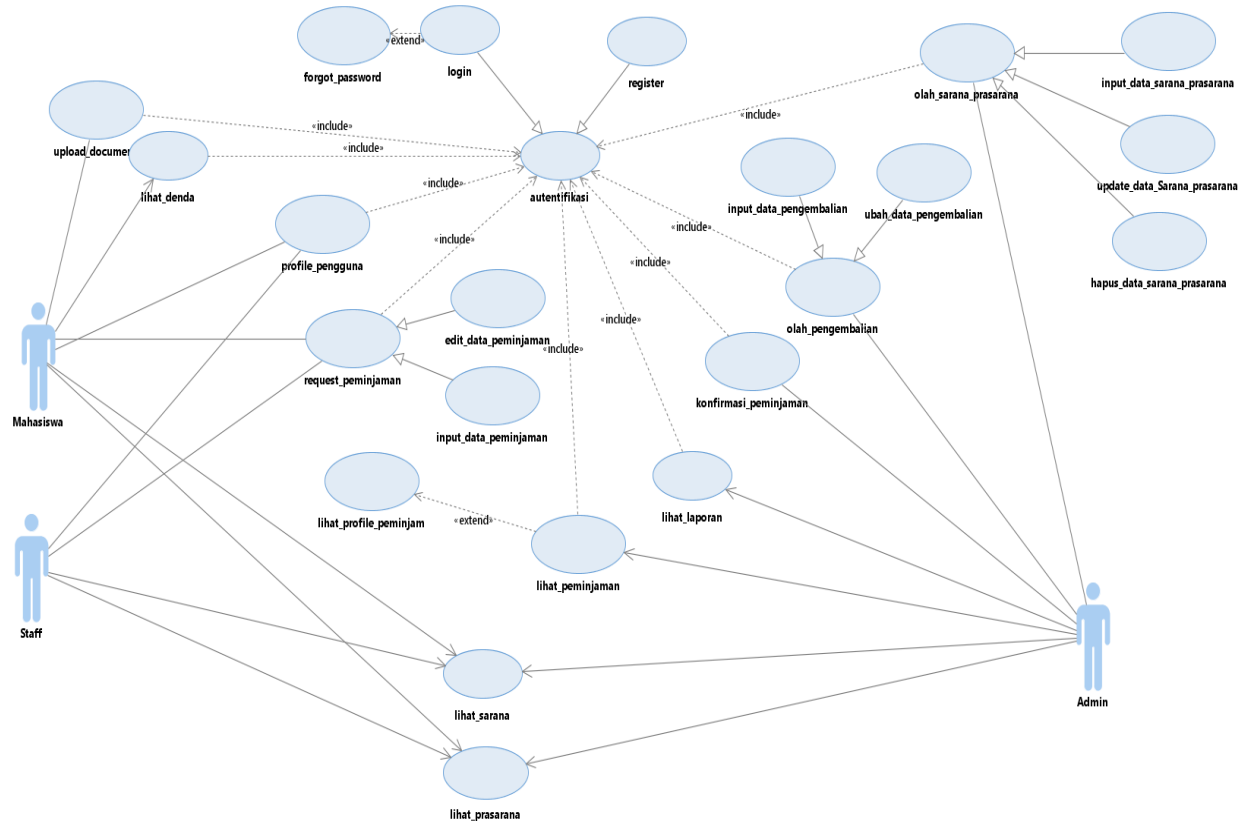 «extend»
forgot_password
login
register
olah_sarana_prasarana
input_data_sarana_prasarana
«include»
«include»
«include»
upload_documen
lihat_denda
autentifikasi
«include»
input_data_pengembalian
ubah_data_pengembalian
update_data_Sarana_prasarana
profile_pengguna
«include»
«include»
«include»
hapus_data_sarana_prasarana
«include»
«include»
olah_pengembalian
edit_data_peminjaman
request_peminjaman
konfirmasi_peminjaman
Mahasiswa
input_data_peminjaman
lihat_profile_peminjam
«extend»
lihat_laporan
lihat_peminjaman
Staff
Admin
lihat_sarana
lihat_prasarana